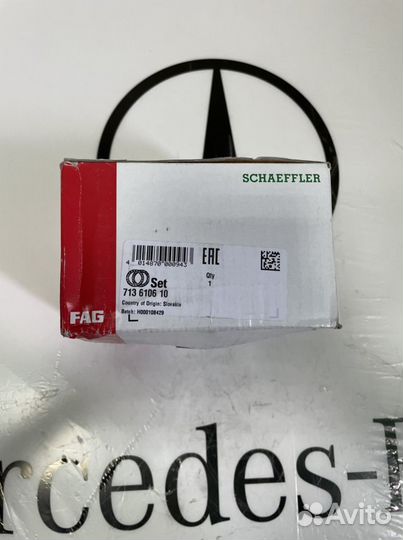 SCHAEFFLER
4 014870 000943
EAC
Set
Qty
1
713 6106 10
Country of Origin: Slovakia
Batch: H000108429
FAG
rcedes-
Avito